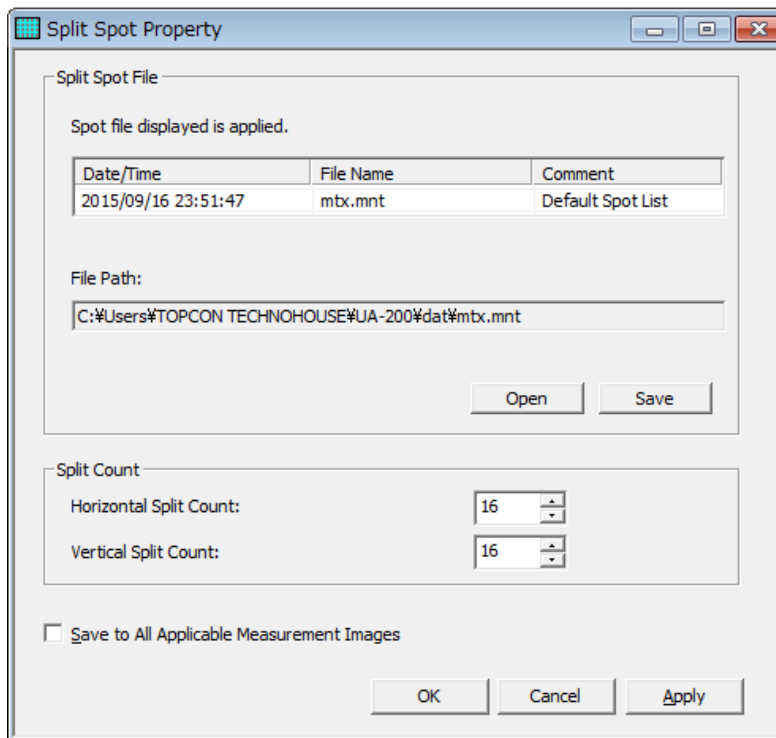 Split Spot Property
Split Spot File
Spot file displayed is applied.
Date/Time File Name Comment
2015/09/16 23:51:47 mtx.mnt Default Spot List
File Path:
C:¥Users¥TOPCON TECHNOHOUSE¥UA-200¥dat¥mtx.mnt
Open Save
Split Count
Horizontal Split Count: 16
Vertical Split Count: 16
Save to All Applicable Measurement Images
OK Cancel Apply